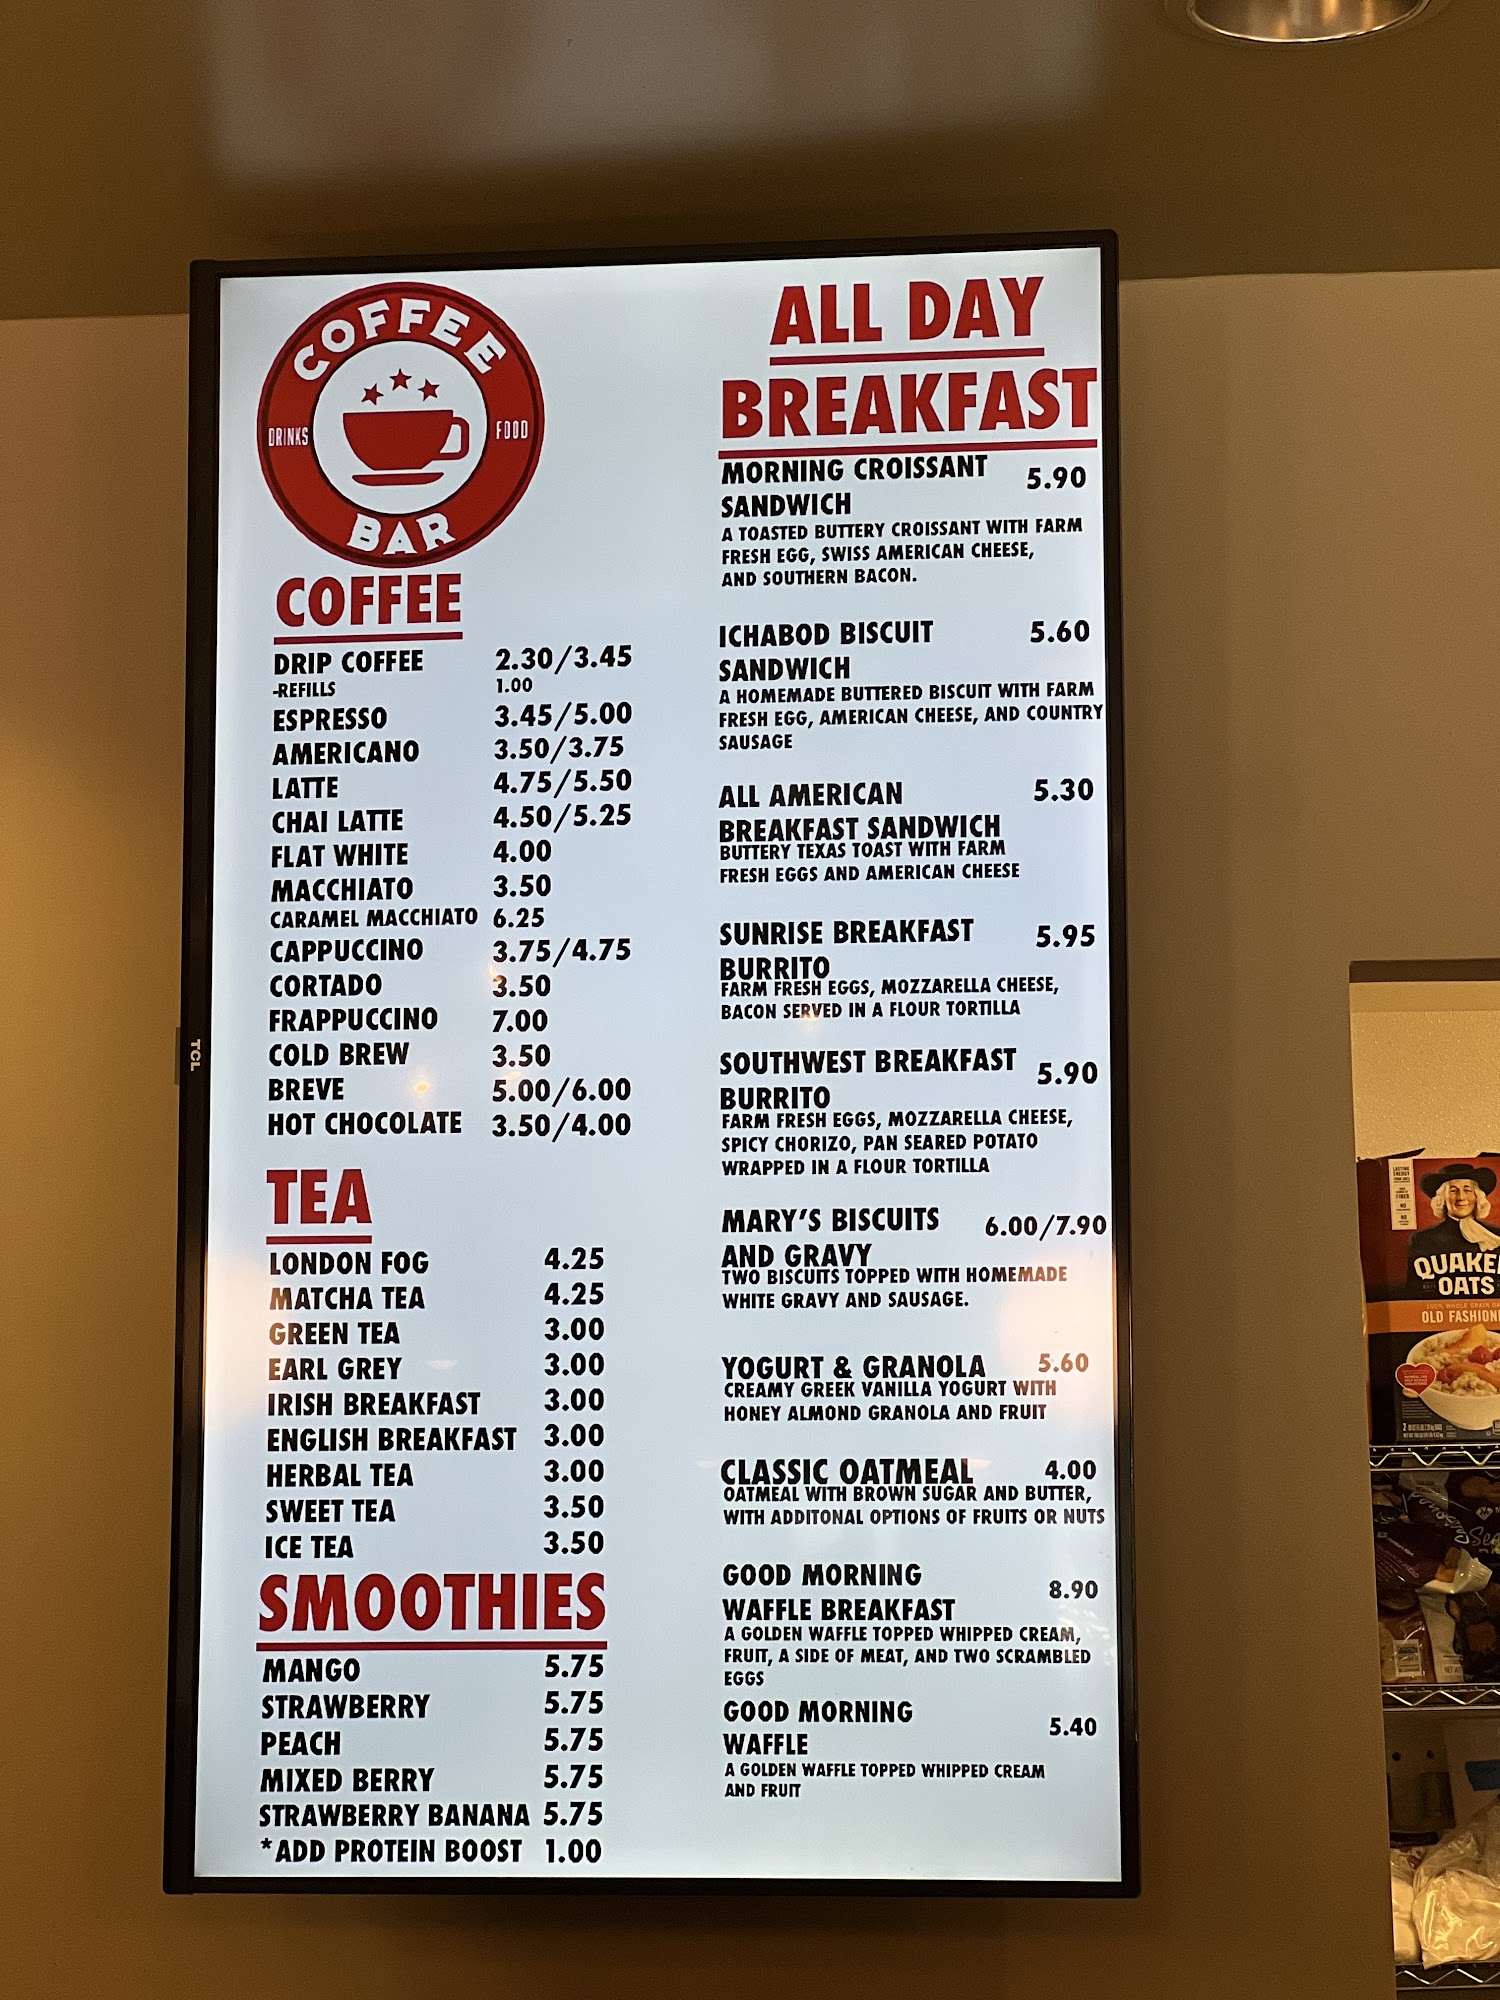 COFFEE
DRINKS
FOOD
BAR
COFFEE
DRIP COFFEE 2.30/3.45
-REFILLS 1.00
ESPRESSO 3.45/5.00
AMERICANO 3.50/3.75
LATTE 4.75/5.50
CHAI LATTE 4.50/5.25
FLAT WHITE 4.00
MACCHIATO 3.50
CARAMEL MACCHIATO 6.25
CAPPUCCINO 3.75/4.75
CORTADO 3.50
FRAPPUCCINO 7.00
COLD BREW 3.50
BREVE 5.00/6.00
HOT CHOCOLATE 3.50/4.00
TEA
LONDON FOG 4.25
MATCHA TEA 4.25
GREEN TEA 3.00
EARL GREY 3.00
IRISH BREAKFAST 3.00
ENGLISH BREAKFAST 3.00
HERBAL TEA 3.00
SWEET TEA 3.50
ICE TEA 3.50
SMOOTHIES
MANGO 5.75
STRAWBERRY 5.75
PEACH 5.75
MIXED BERRY 5.75
STRAWBERRY BANANA 5.75
*ADD PROTEIN BOOST 1.00
ALL DAY
BREAKFAST
MORNING CROISSANT 5.90
SANDWICH
A TOASTED BUTTERY CROISSANT WITH FARM
FRESH EGG, SWISS AMERICAN CHEESE,
AND SOUTHERN BACON.
ICHABOD BISCUIT 5.60
SANDWICH
A HOMEMADE BUTTERED BISCUIT WITH FARM
FRESH EGG, AMERICAN CHEESE, AND COUNTRY
SAUSAGE
ALL AMERICAN 5.30
BREAKFAST SANDWICH
BUTTERY TEXAS TOAST WITH FARM
FRESH EGGS AND AMERICAN CHEESE
SUNRISE BREAKFAST 5.95
BURRITO
FARM FRESH EGGS, MOZZARELLA CHEESE,
BACON SERVED IN A FLOUR TORTILLA
SOUTHWEST BREAKFAST 5.90
BURRITO
FARM FRESH EGGS, MOZZARELLA CHEESE,
SPICY CHORIZO, PAN SEARED POTATO
WRAPPED IN A FLOUR TORTILLA
MARY'S BISCUITS 6.00/7.90
AND GRAVY
TWO BISCUITS TOPPED WITH HOMEMADE
WHITE GRAVY AND SAUSAGE.
YOGURT & GRANOLA 5.60
CREAMY GREEK VANILLA YOGURT WITH
HONEY ALMOND GRANOLA AND FRUIT
CLASSIC OATMEAL 4.00
OATMEAL WITH BROWN SUGAR AND BUTTER,
WITH ADDITONAL OPTIONS OF FRUITS OR NUTS
GOOD MORNING 8.90
WAFFLE BREAKFAST
A GOLDEN WAFFLE TOPPED WHIPPED CREAM,
FRUIT, A SIDE OF MEAT, AND TWO SCRAMBLED
EGGS
GOOD MORNING 5.40
WAFFLE
A GOLDEN WAFFLE TOPPED WHIPPED CREAM
AND FRUIT
TCL
QUAKE
OATS
OLD FASHION